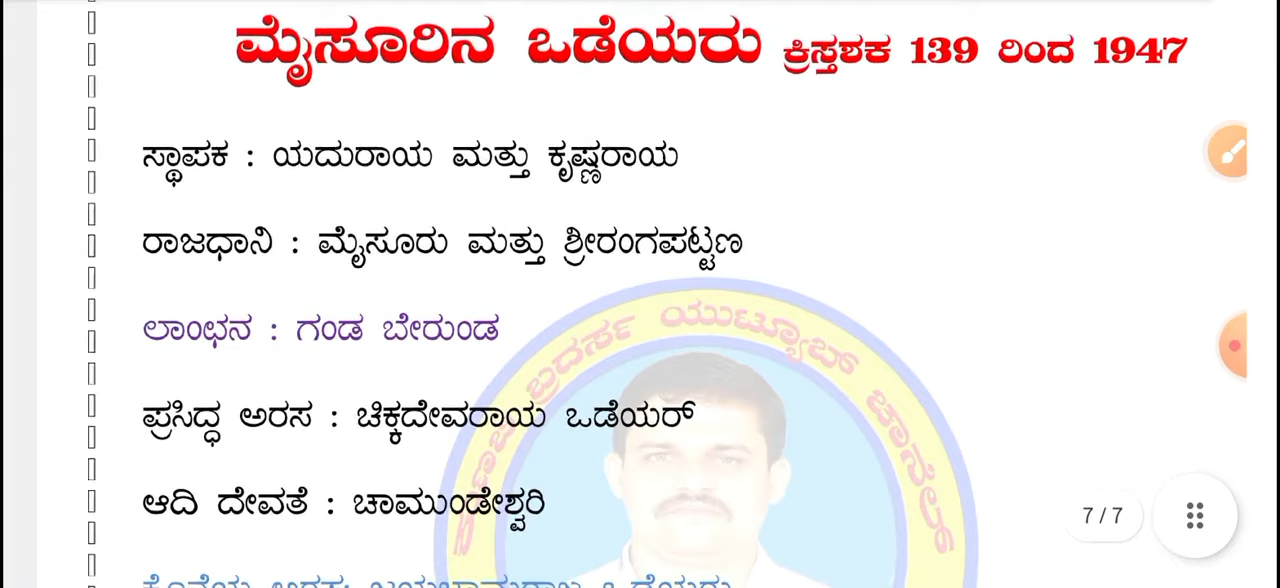 ಮೈಸೂರಿನ ಒಡೆಯರು ಕ್ರಿಸ್ತಶಕ 139 ರಿಂದ 1947
ಸ್ಥಾಪಕ : ಯದುರಾಯ ಮತ್ತು ಕೃಷ್ಣರಾಯ
ರಾಜಧಾನಿ : ಮೈಸೂರು ಮತ್ತು ಶ್ರೀರಂಗಪಟ್ಟಣ
ಲಾಂಛನ : ಗಂಡ ಬೇರುಂಡ
ಪ್ರಸಿದ್ಧ ಅರಸ : ಚಿಕ್ಕದೇವರಾಯ ಒಡೆಯರ್
ಆದಿ ದೇವತೆ : ಚಾಮುಂಡೇಶ್ವರಿ
ಬ್ರದರ್ಸ ಯುಟ್ಯೂಬ್ ಚಾನೆಲ್
7 / 7